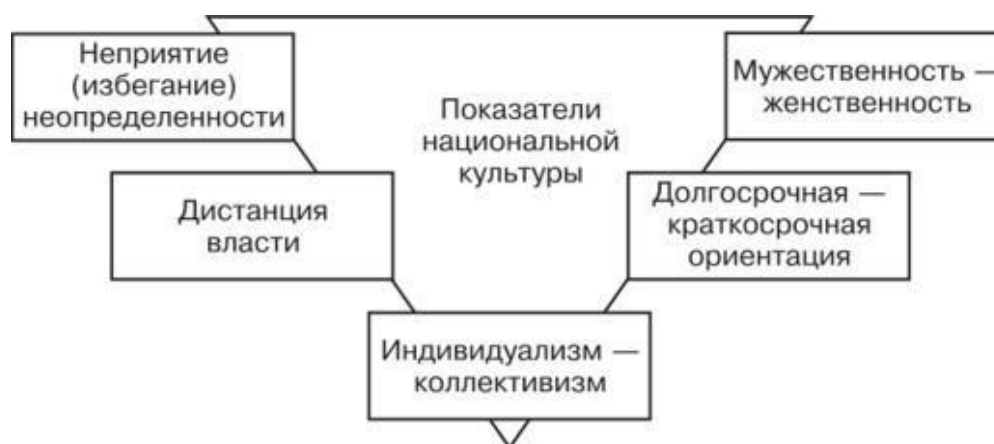 Неприятие
(избегание)
неопределенности
Мужественность —
женственность
Показатели
национальной
культуры
Дистанция
власти
Долгосрочная —
краткосрочная
ориентация
Индивидуализм —
коллективизм